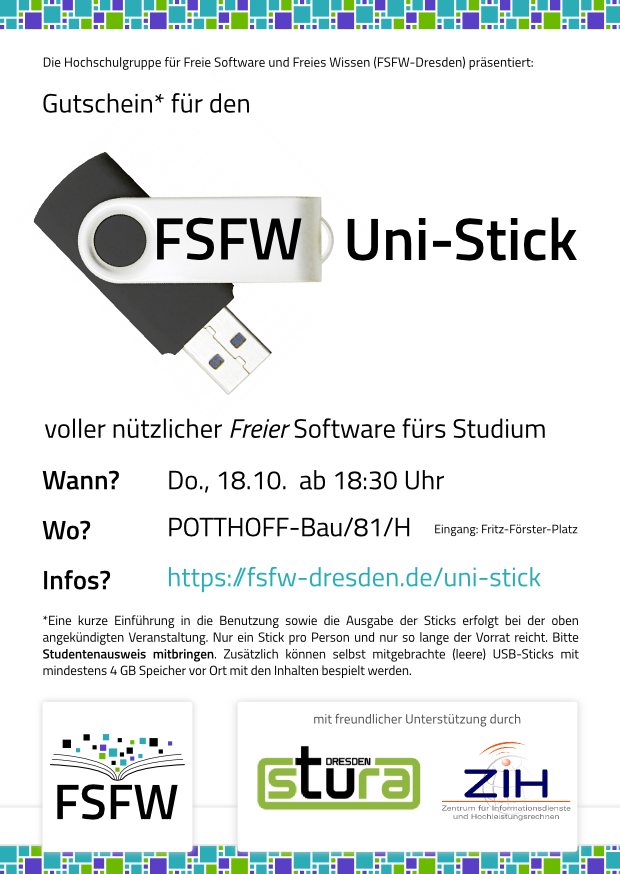 Die Hochschulgruppe für Freie Software und Freies Wissen (FSFW-Dresden) präsentiert:
Gutschein* für den
FSFW Uni-Stick
voller nützlicher Freier Software fürs Studium
Wann? Do., 18.10. ab 18:30 Uhr
Wo? POTTHOFF-Bau/81/H Eingang: Fritz-Förster-Platz
Infos? https://fsfw-dresden.de/uni-stick
*Eine kurze Einführung in die Benutzung sowie die Ausgabe der Sticks erfolgt bei der oben
angekündigten Veranstaltung. Nur ein Stick pro Person und nur so lange der Vorrat reicht. Bitte
Studentenausweis mitbringen. Zusätzlich können selbst mitgebrachte (leere) USB-Sticks mit
mindestens 4 GB Speicher vor Ort mit den Inhalten bespielt werden.
FSFW
mit freundlicher Unterstützung durch
DRESDEN
stura
ZIH
Zentrum für Informationsdienste
und Hochleistungsrechnen